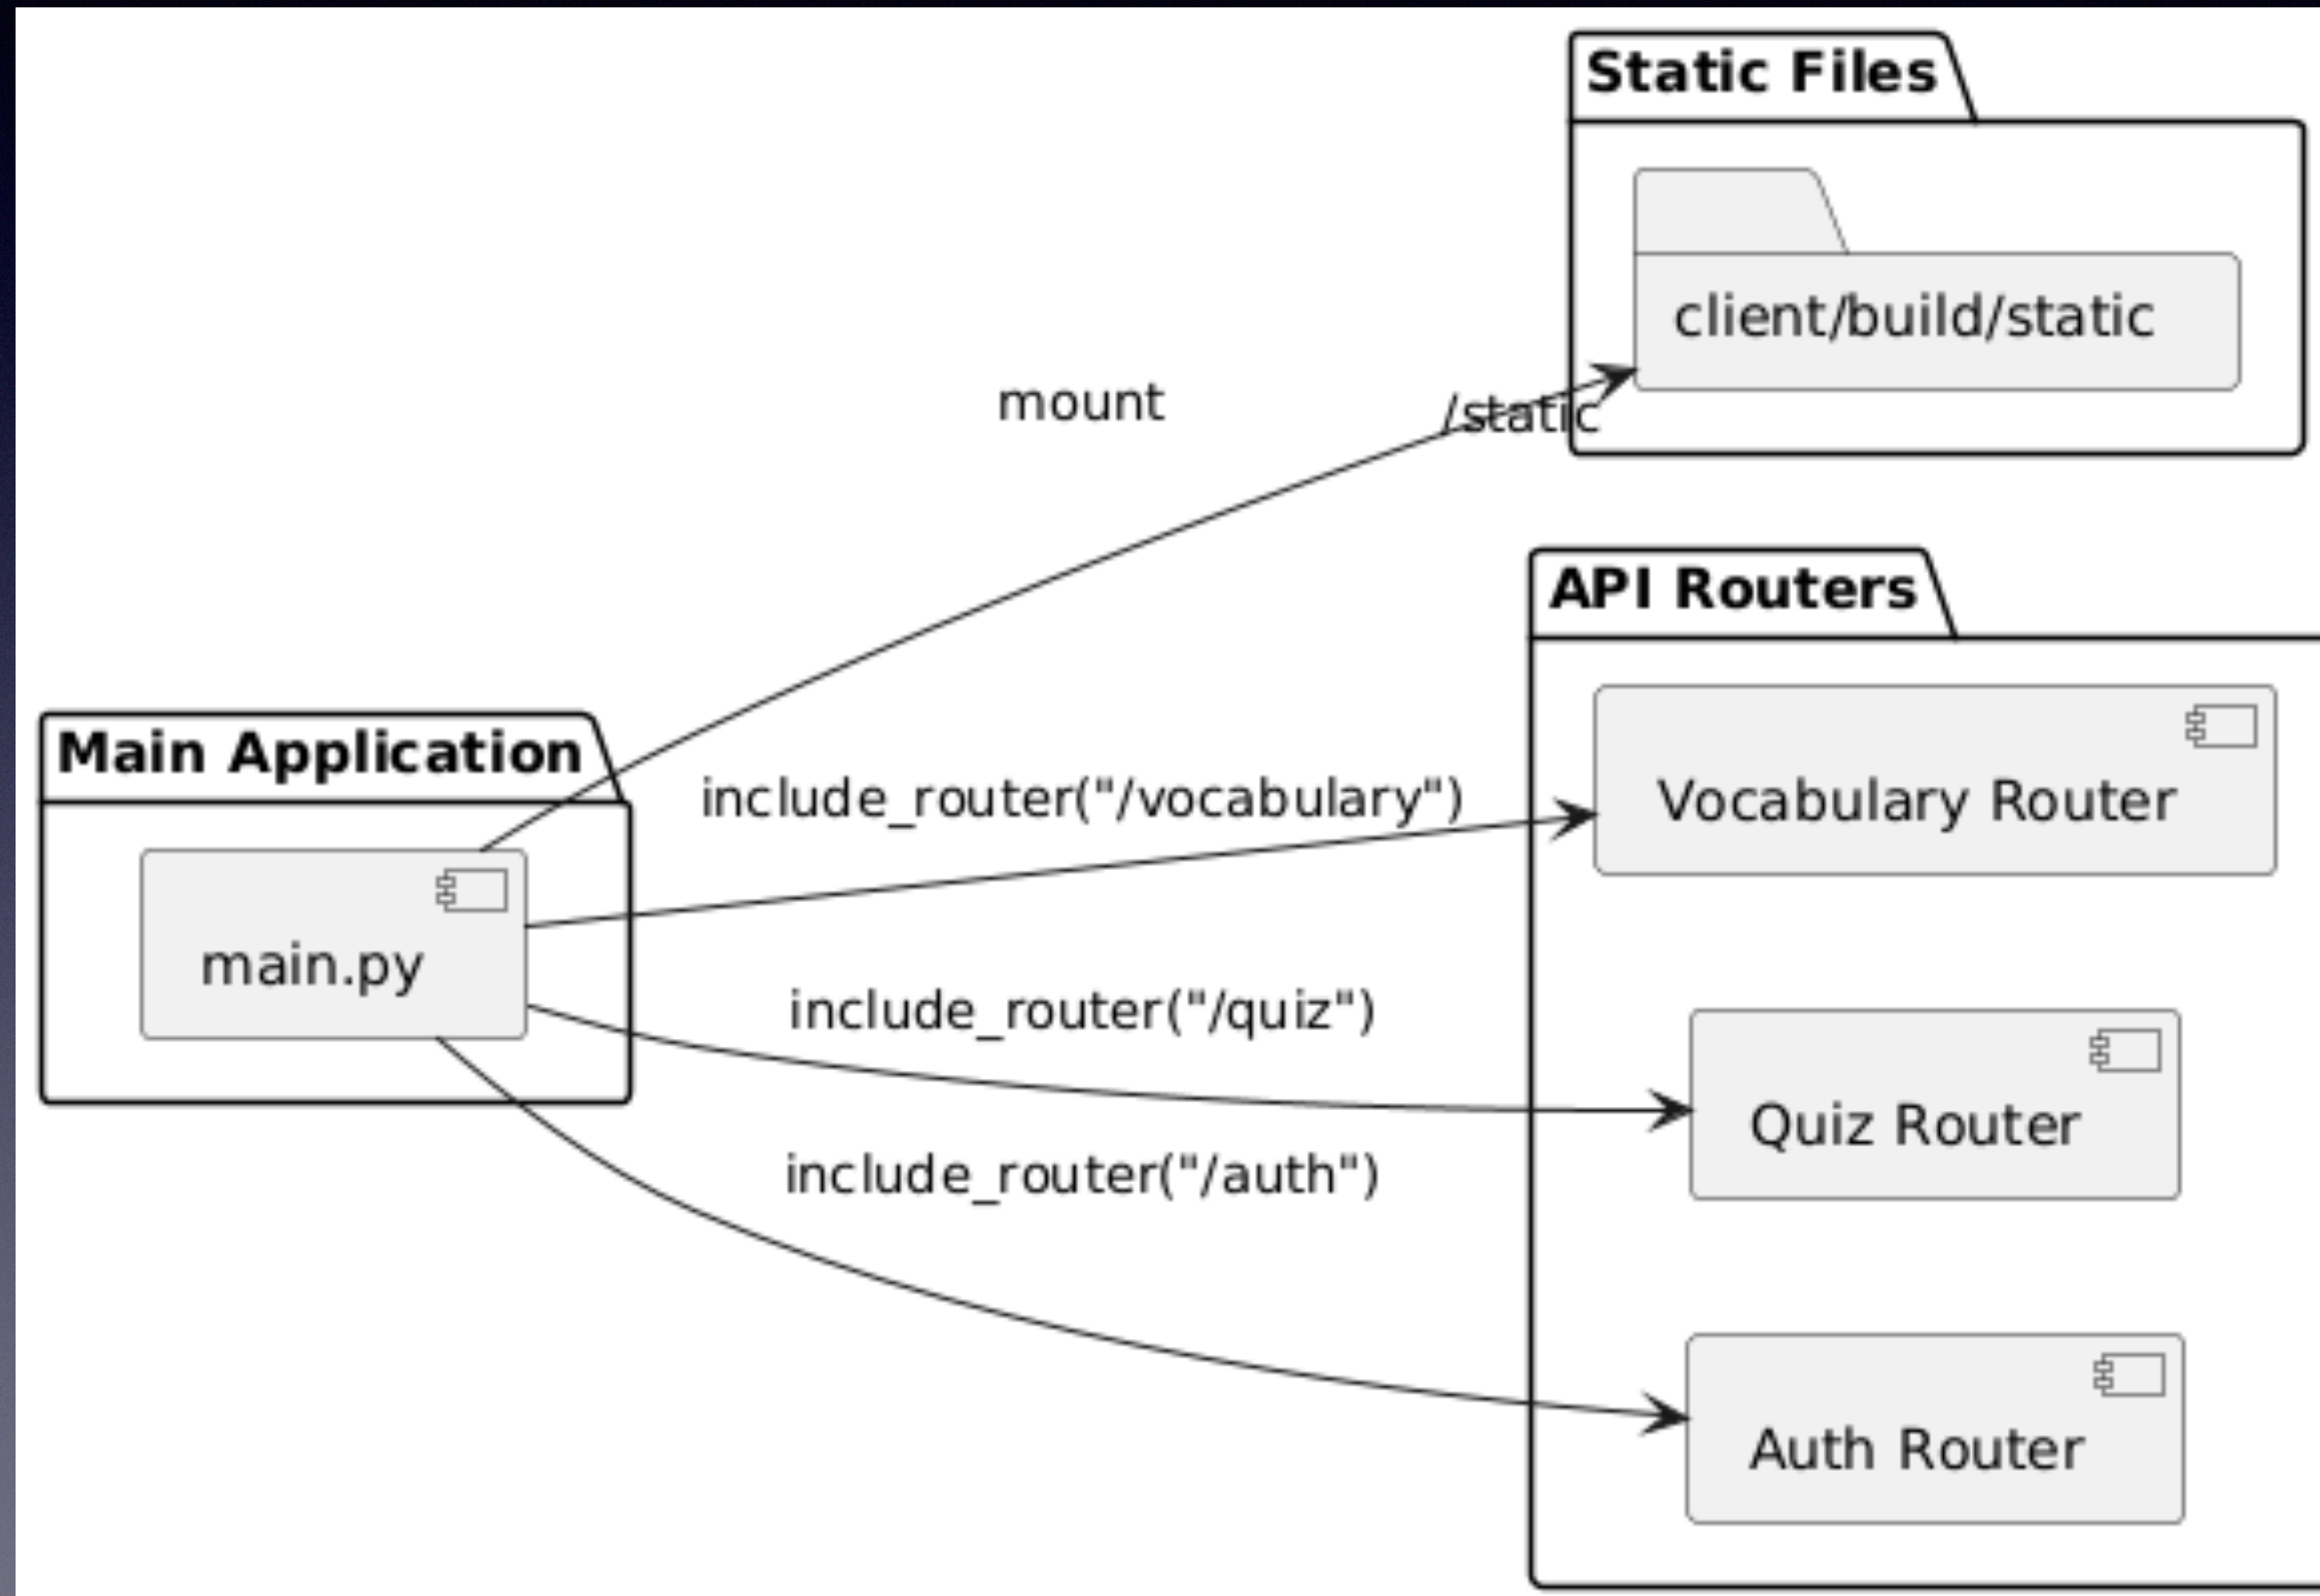 Static Files
client/build/static
mount
/static
API Routers
Main Application
include_router("/vocabulary")
Vocabulary Router
main.py
include_router("/quiz")
Quiz Router
include_router("/auth")
Auth Router